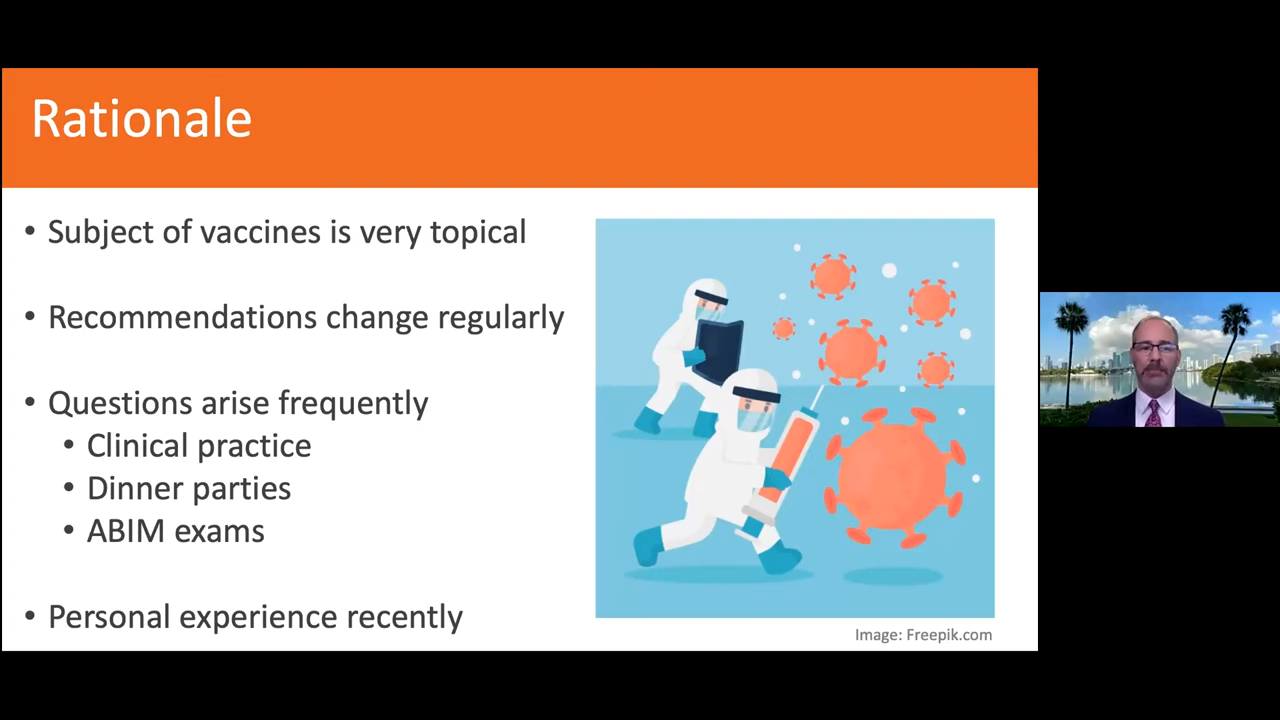 Rationale
• Subject of vaccines is very topical
• Recommendations change regularly
• Questions arise frequently
• Clinical practice
• Dinner parties
• ABIM exams
• Personal experience recently
Image: Freepik.com